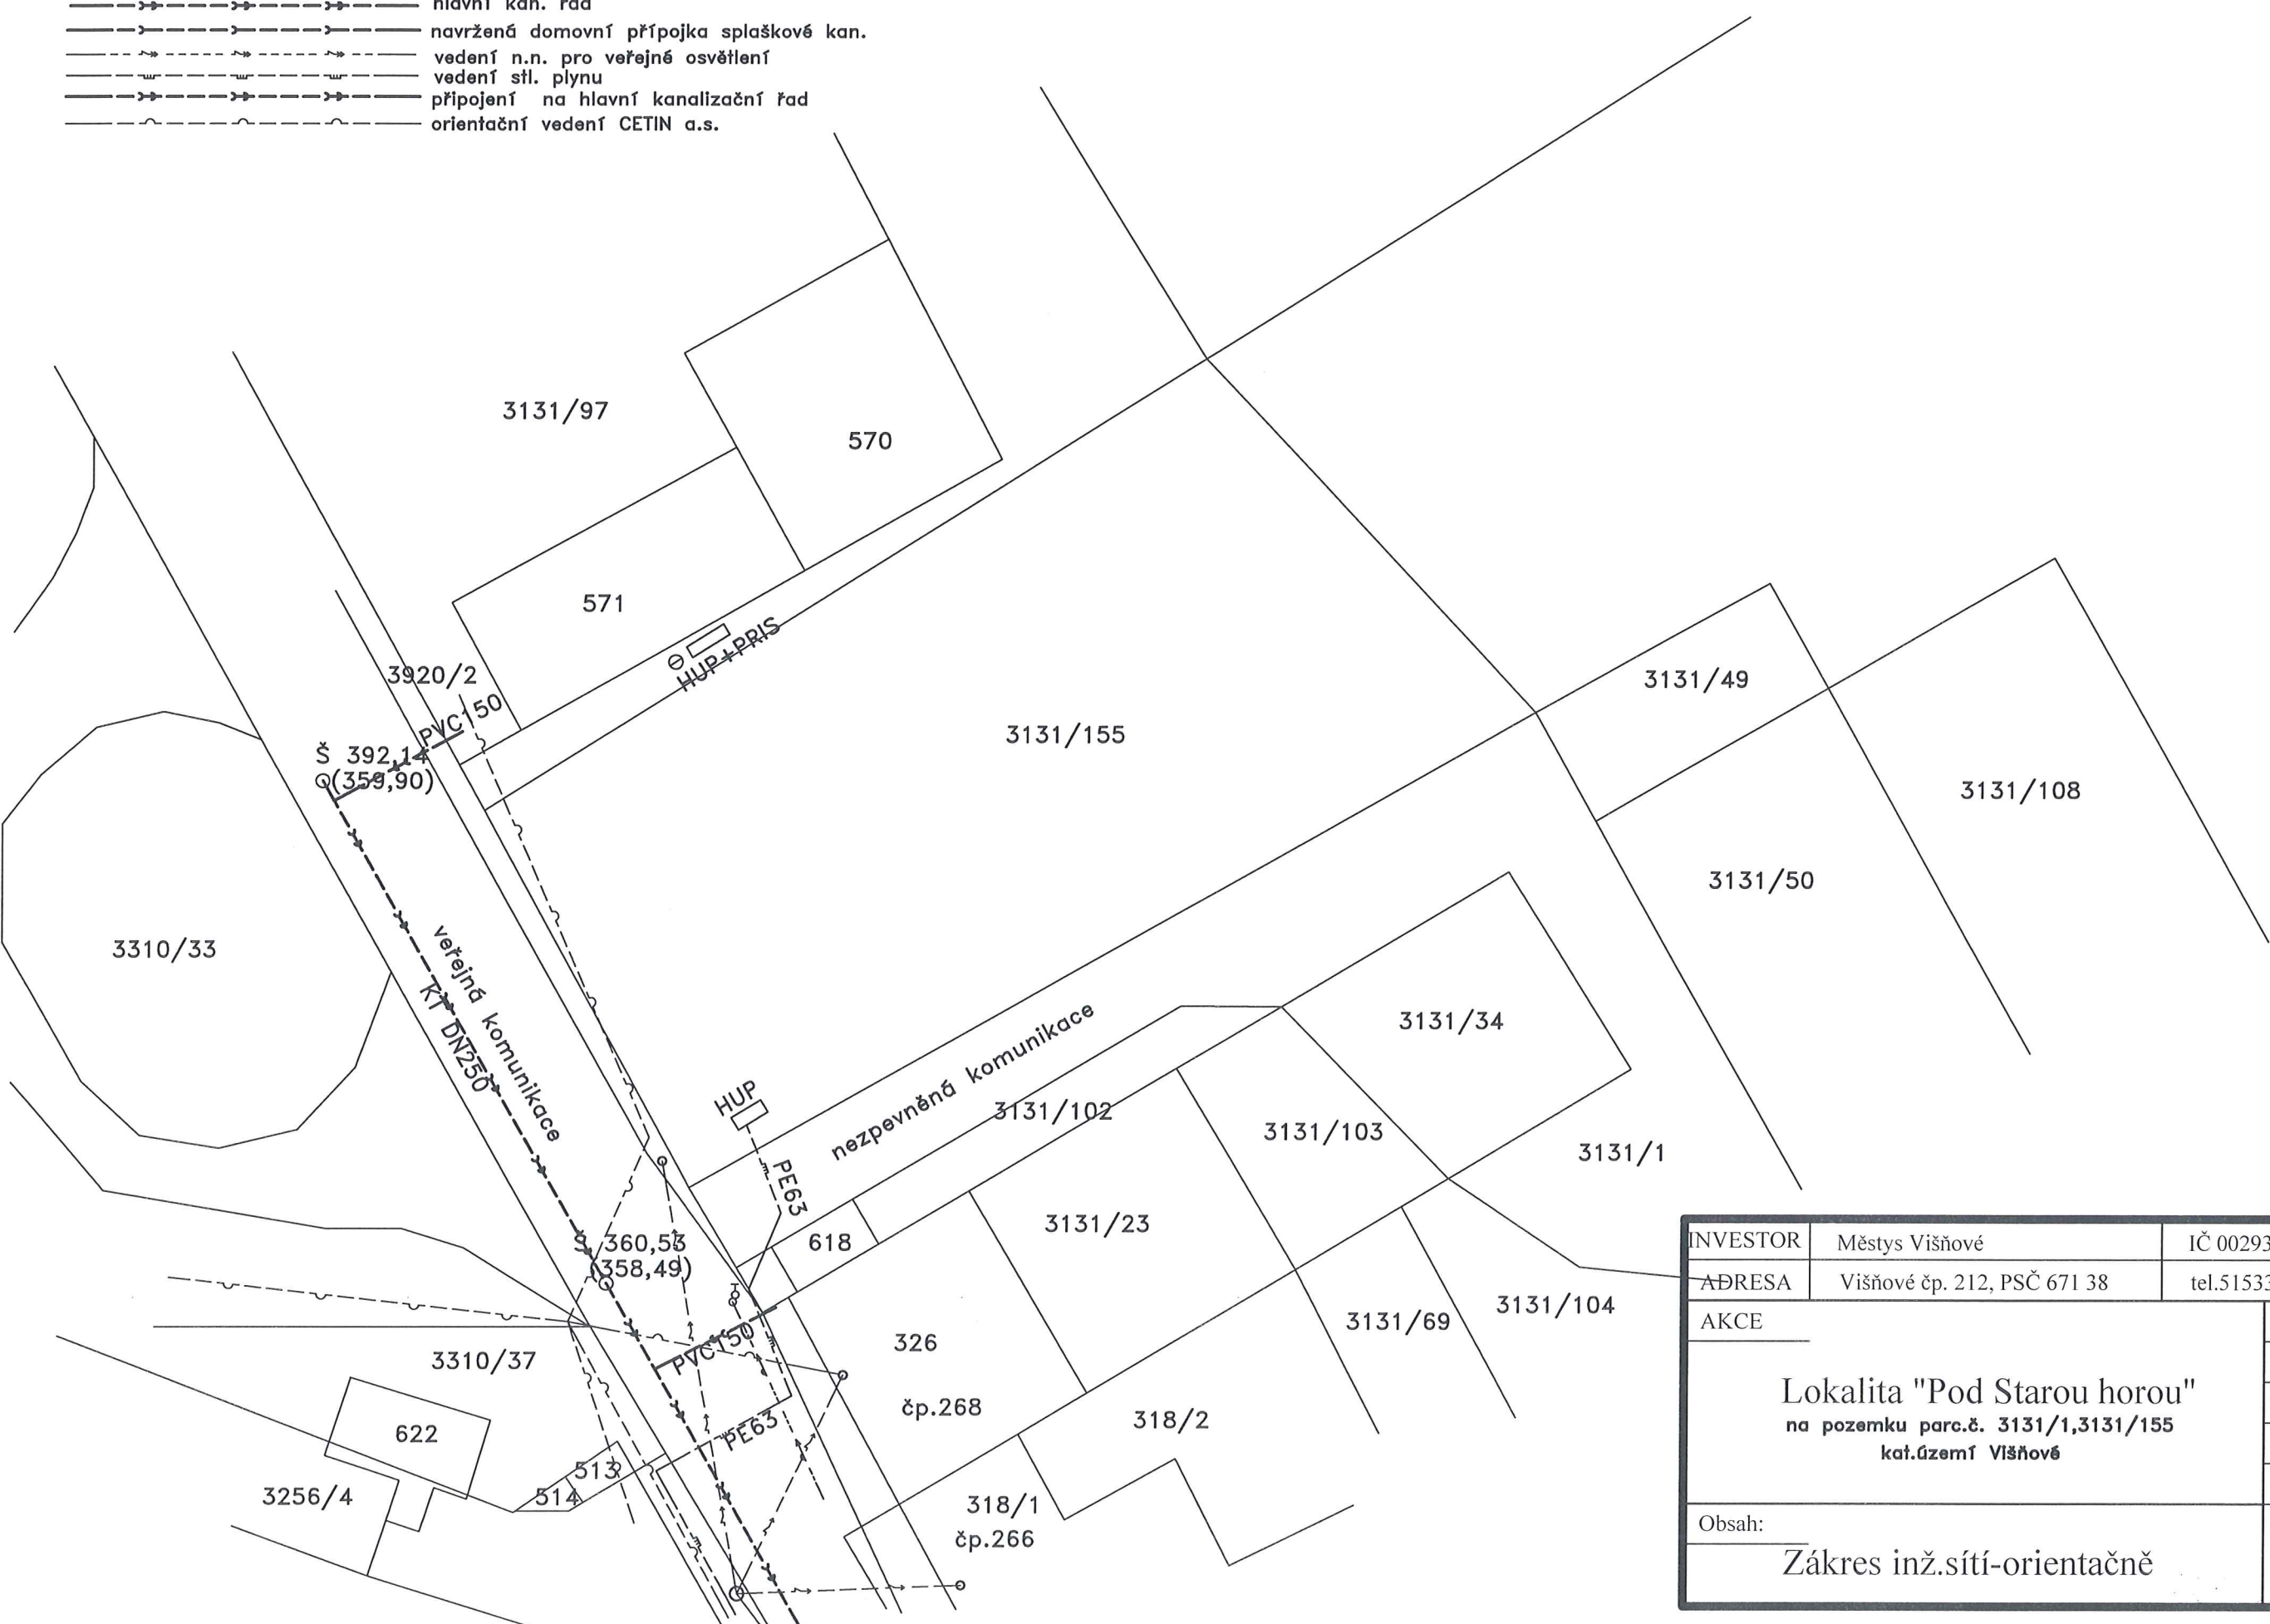 hlavní kan. řad
navržená domovní přípojka splaškové kan.
vedení n.n. pro veřejné osvětlení
vedení stl. plynu
připojení na hlavní kanalizační řad
orientační vedení CETIN a.s.
3131/97
570
571
HUP+PRIS
3920/2
PVC150
Š 392,14
(359,90)
3131/155
3131/49
3131/108
3131/50
3310/33
veřejná komunikace
KT DN250
3131/34
nezpevněná komunikace
HUP
3131/102
3131/103
3131/1
PE63
618
3131/23
Š 360,53
(358,49)
3131/104
3131/69
326
PVC150
3310/37
čp.268
318/2
622
PE63
513
514
3256/4
318/1
čp.266
INVESTOR Městys Višňové IČ 00293
ADRESA Višňové čp. 212, PSČ 671 38 tel.51533
AKCE
Lokalita "Pod Starou horou"
na pozemku parc.č. 3131/1,3131/155
kat.území Višňové
Obsah:
Zákres inž.sítí-orientačně